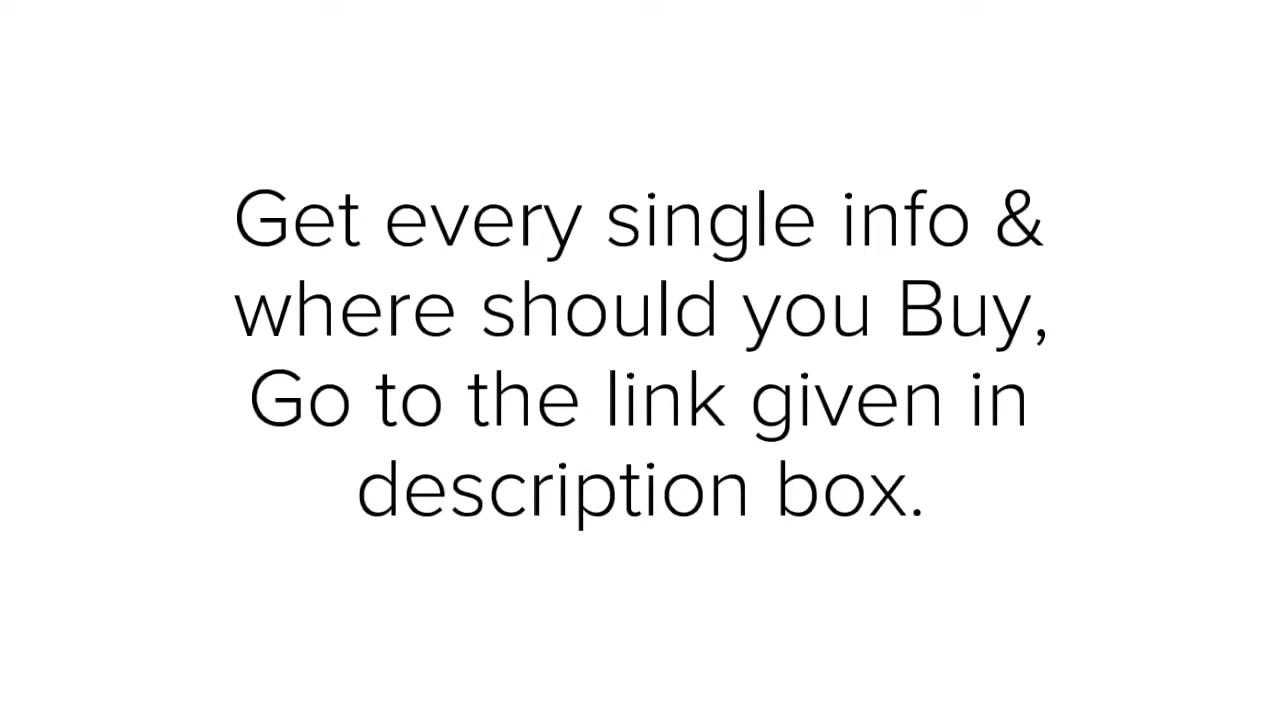 Get every single info &
where should you Buy,
Go to the link given in
description box.